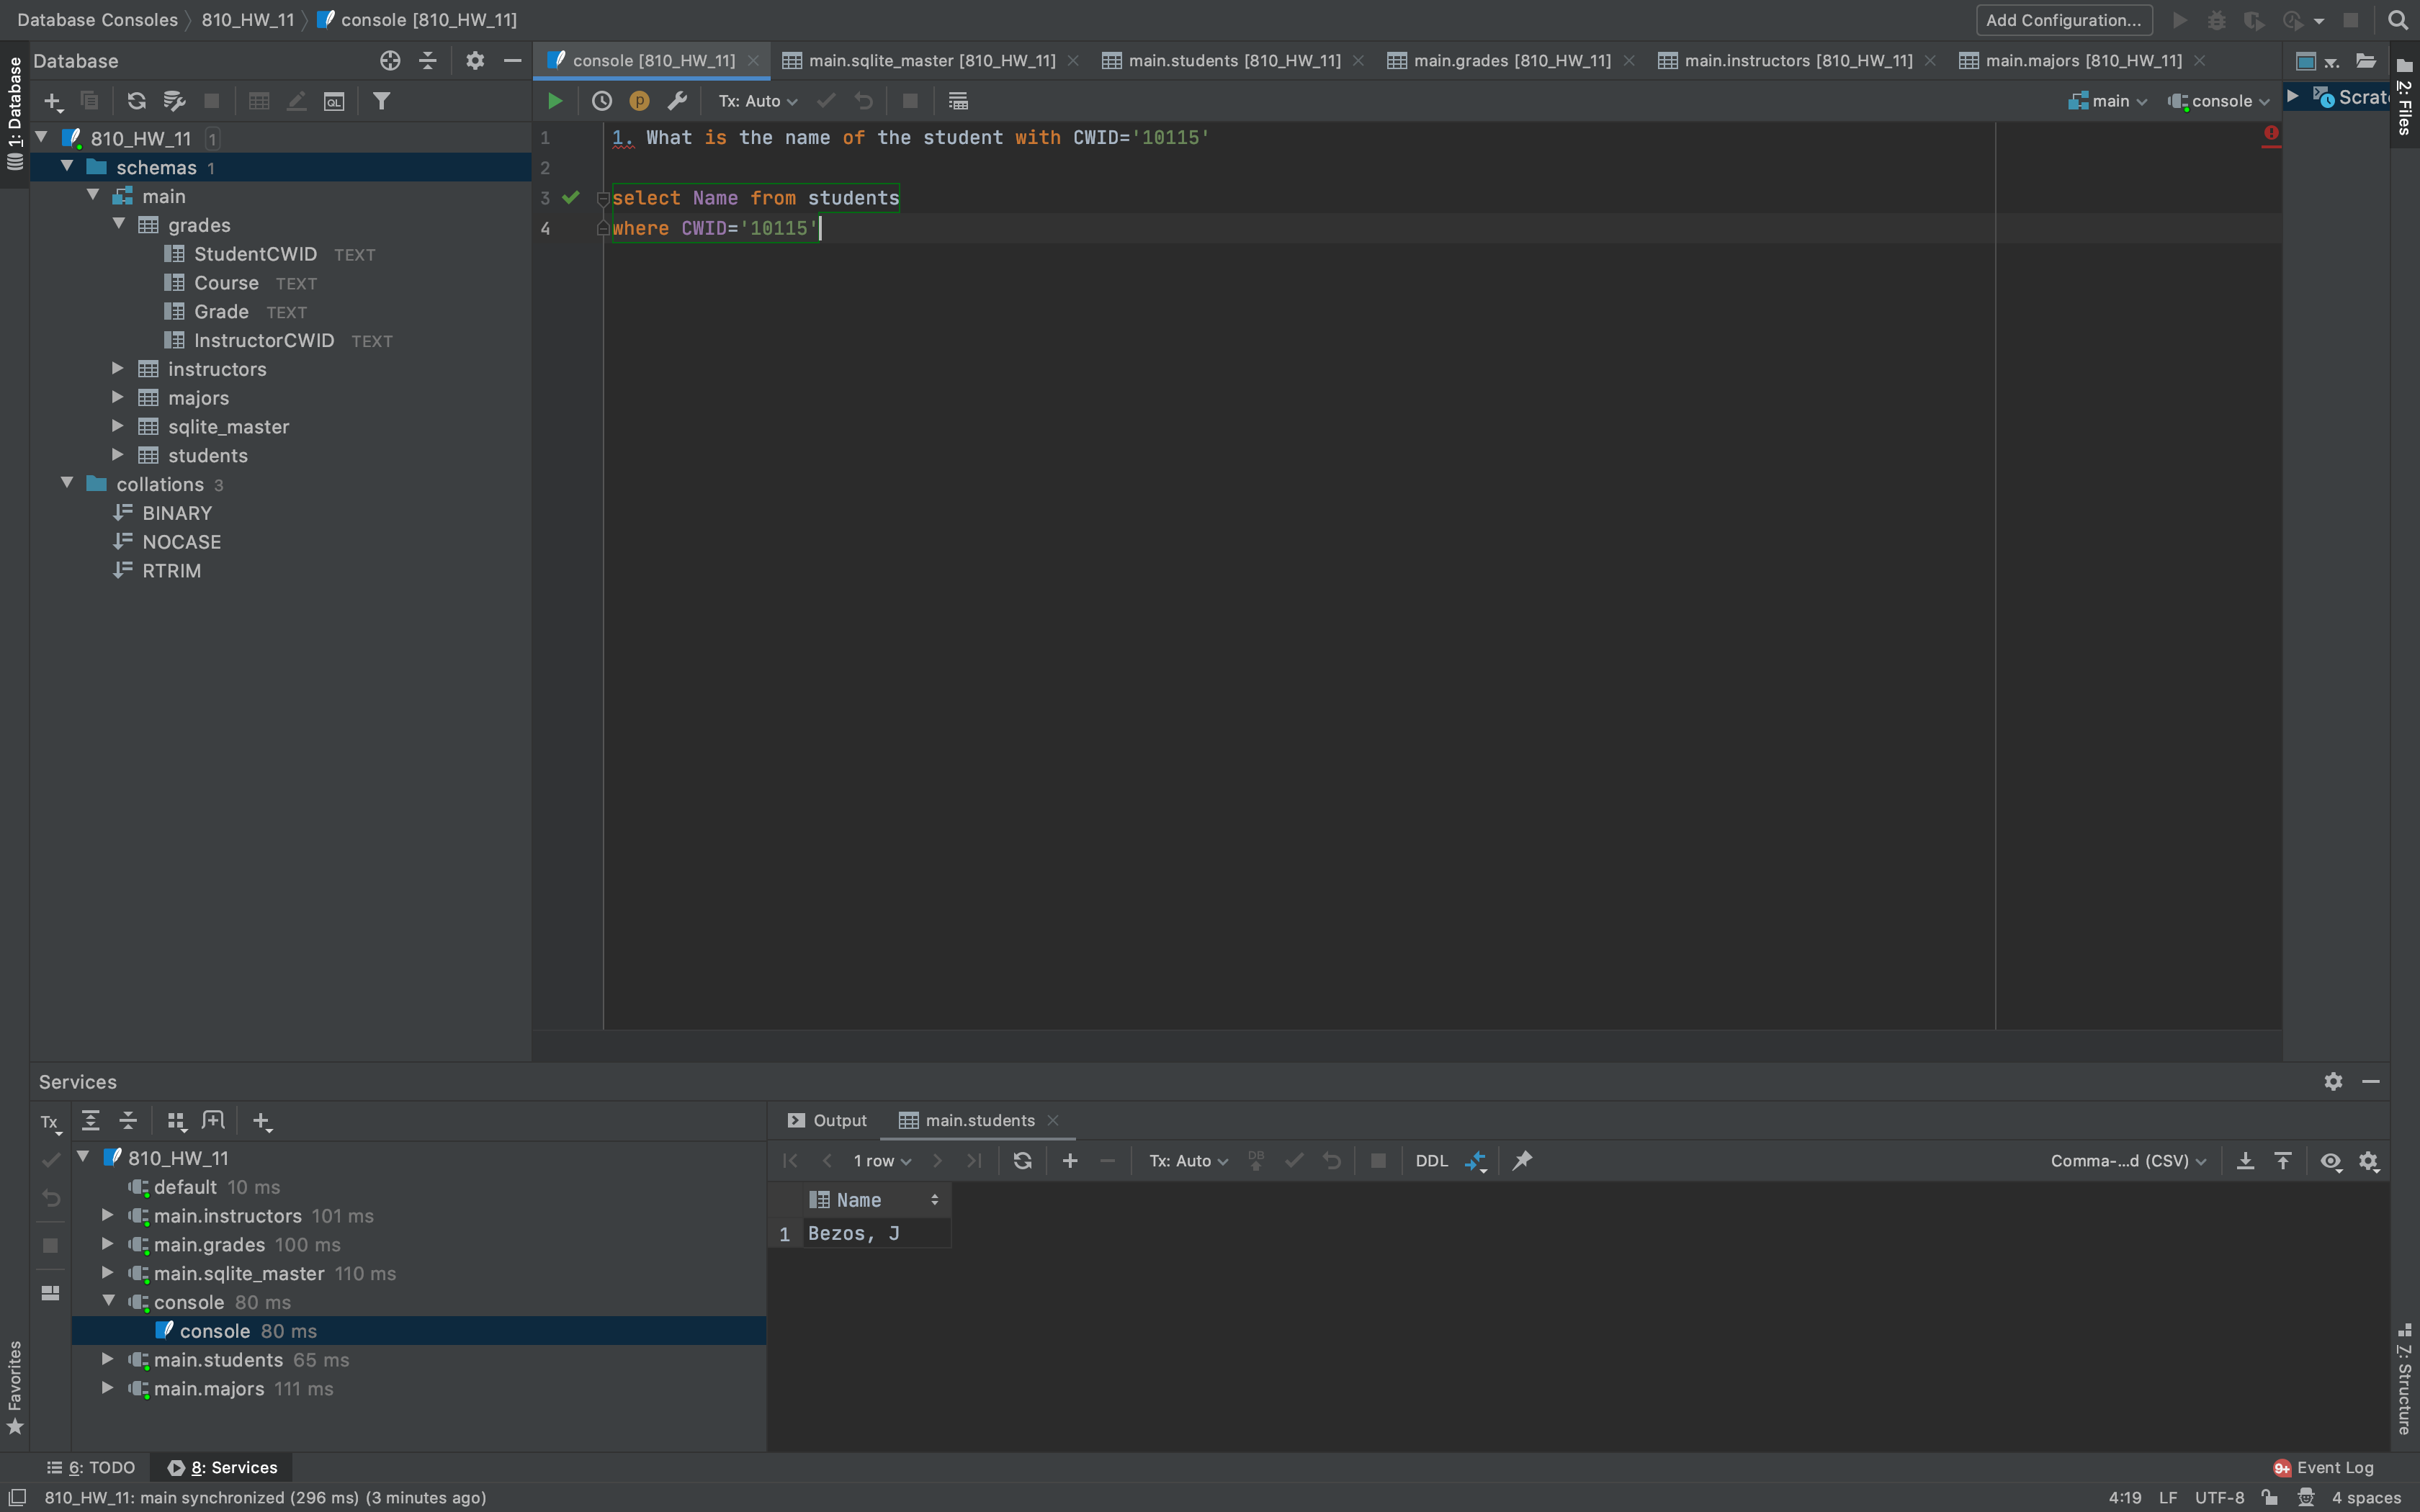 Database Consoles 810_HW_11 console [810_HW_11] Add Configuration...
1: Database
Database
console [810_HW_11] main.sqlite_master [810_HW_11] main.students [810_HW_11] main.grades [810_HW_11] main.instructors [810_HW_11] main.majors [810_HW_11]
2: Files
QL
p Tx: Auto main console
Scrat
810_HW_11 1
schemas 1
main
grades
StudentCWID TEXT
Course TEXT
Grade TEXT
InstructorCWID TEXT
instructors
majors
sqlite_master
students
collations 3
BINARY
NOCASE
RTRIM
1 1. What is the name of the student with CWID='10115'
2
3 select Name from students
4 where CWID='10115'
Services
Tx
810_HW_11
default 10 ms
main.instructors 101 ms
main.grades 100 ms
main.sqlite_master 110 ms
console 80 ms
console 80 ms
main.students 65 ms
main.majors 111 ms
Output main.students
1 row Tx: Auto DB DDL Comma-...d (CSV)
Name
1 Bezos, J
Favorites
7: Structure
6: TODO 8: Services 9+ Event Log
810_HW_11: main synchronized (296 ms) (3 minutes ago) 4:19 LF UTF-8 4 spaces